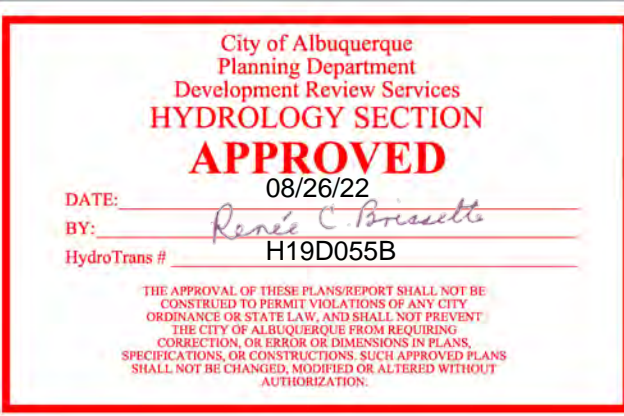 City of Albuquerque
Planning Department
Development Review Services
HYDROLOGY SECTION
APPROVED
DATE: 08/26/22
BY: Renée C. Brissette
HydroTrans # H19D055B
THE APPROVAL OF THESE PLANS/REPORT SHALL NOT BE
CONSTRUED TO PERMIT VIOLATIONS OF ANY CITY
ORDINANCE OR STATE LAW, AND SHALL NOT PREVENT
THE CITY OF ALBUQUERQUE FROM REQUIRING
CORRECTION, OR ERROR OR DIMENSIONS IN PLANS,
SPECIFICATIONS, OR CONSTRUCTIONS. SUCH APPROVED PLANS
SHALL NOT BE CHANGED, MODIFIED OR ALTERED WITHOUT
AUTHORIZATION.